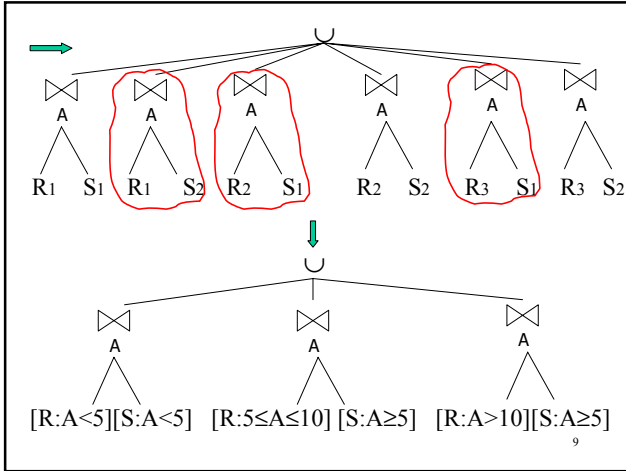 ∪
⋈ ⋈ ⋈ ⋈ ⋈ ⋈
A A A A A A
R1 S1 R1 S2 R2 S1 R2 S2 R3 S1 R3 S2
∪
⋈ ⋈ ⋈
A A A
[R:A<5][S:A<5] [R:5≤A≤10] [S:A≥5] [R:A>10][S:A≥5]
9